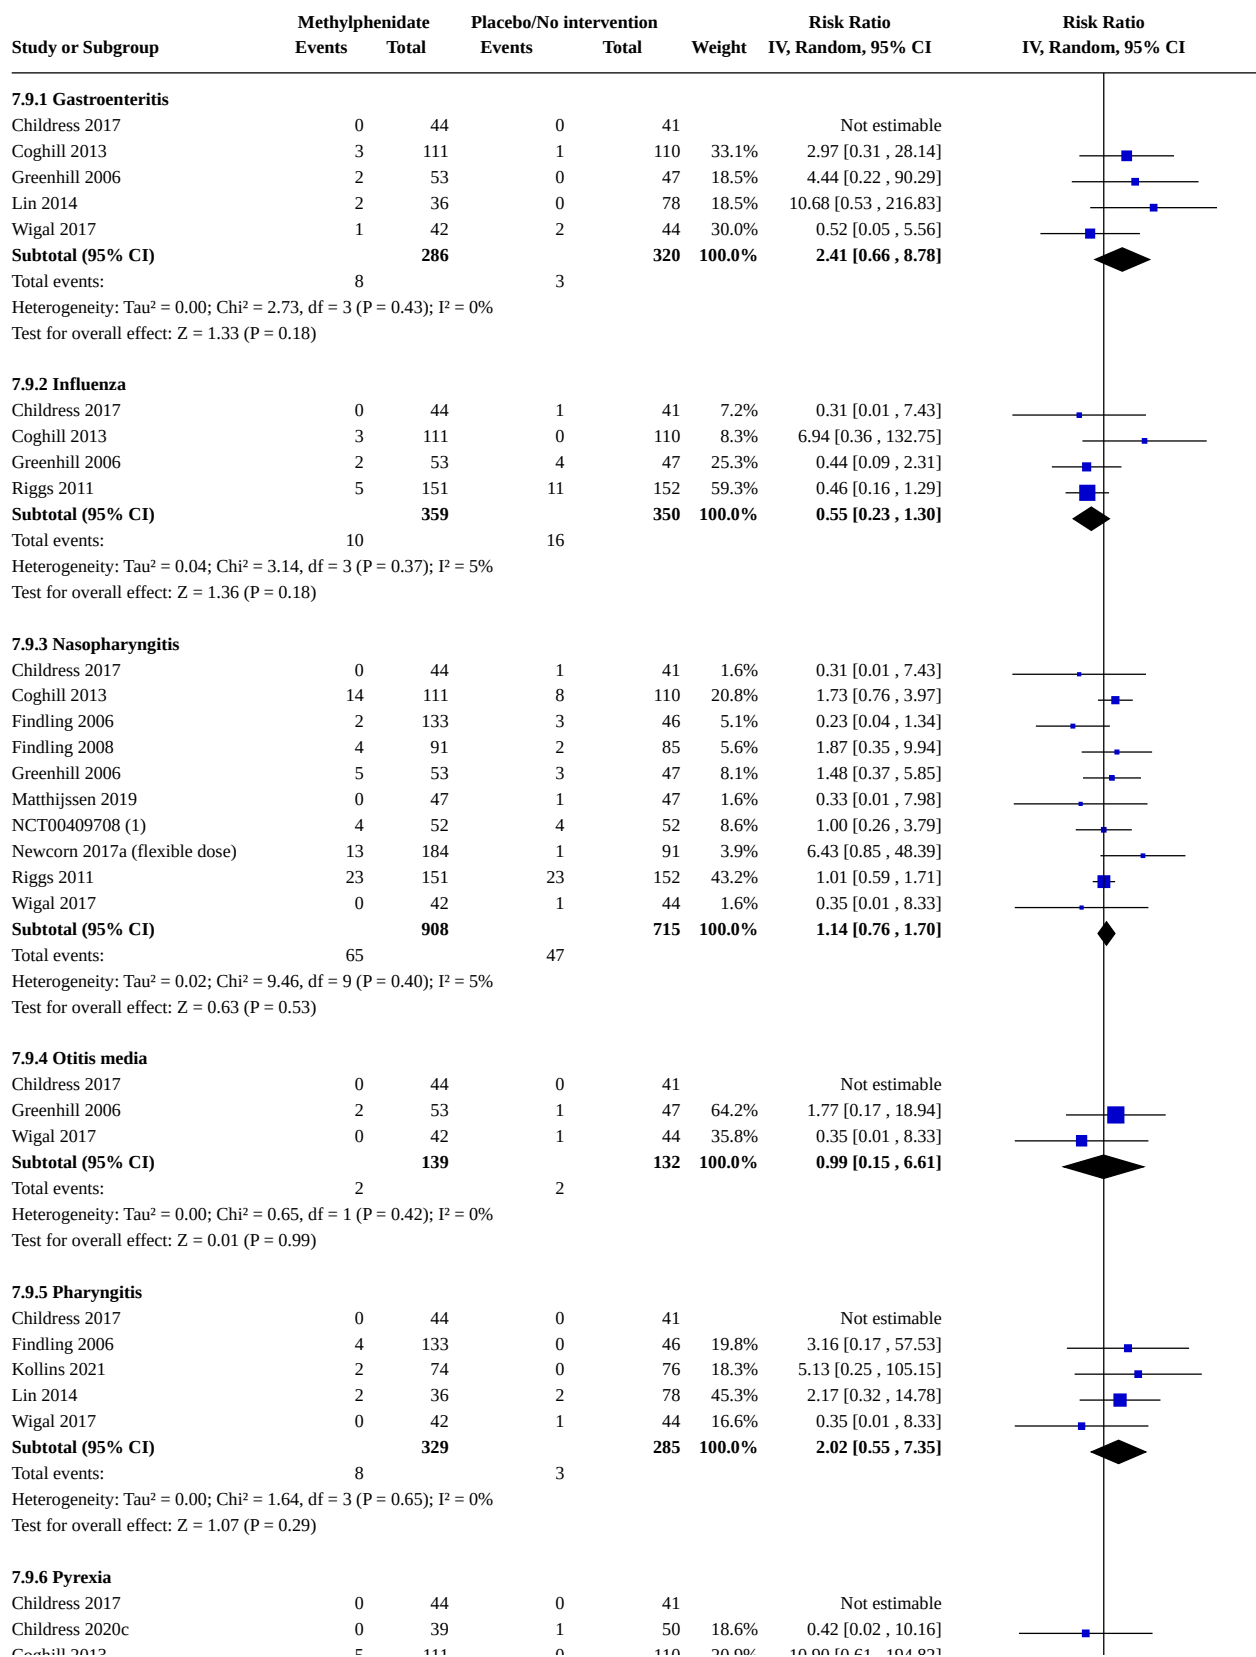 Methylphenidate Placebo/No intervention Risk Ratio Risk Ratio
Study or Subgroup Events Total Events Total Weight IV, Random, 95% CI IV, Random, 95% CI
7.9.1 Gastroenteritis
Childress 2017 0 44 0 41 Not estimable
Coghill 2013 3 111 1 110 33.1% 2.97 [0.31 , 28.14]
Greenhill 2006 2 53 0 47 18.5% 4.44 [0.22 , 90.29]
Lin 2014 2 36 0 78 18.5% 10.68 [0.53 , 216.83]
Wigal 2017 1 42 2 44 30.0% 0.52 [0.05 , 5.56]
Subtotal (95% CI) 286 320 100.0% 2.41 [0.66 , 8.78]
Total events: 8 3
Heterogeneity: Tau² = 0.00; Chi² = 2.73, df = 3 (P = 0.43); I² = 0%
Test for overall effect: Z = 1.33 (P = 0.18)
7.9.2 Influenza
Childress 2017 0 44 1 41 7.2% 0.31 [0.01 , 7.43]
Coghill 2013 3 111 0 110 8.3% 6.94 [0.36 , 132.75]
Greenhill 2006 2 53 4 47 25.3% 0.44 [0.09 , 2.31]
Riggs 2011 5 151 11 152 59.3% 0.46 [0.16 , 1.29]
Subtotal (95% CI) 359 350 100.0% 0.55 [0.23 , 1.30]
Total events: 10 16
Heterogeneity: Tau² = 0.04; Chi² = 3.14, df = 3 (P = 0.37); I² = 5%
Test for overall effect: Z = 1.36 (P = 0.18)
7.9.3 Nasopharyngitis
Childress 2017 0 44 1 41 1.6% 0.31 [0.01 , 7.43]
Coghill 2013 14 111 8 110 20.8% 1.73 [0.76 , 3.97]
Findling 2006 2 133 3 46 5.1% 0.23 [0.04 , 1.34]
Findling 2008 4 91 2 85 5.6% 1.87 [0.35 , 9.94]
Greenhill 2006 5 53 3 47 8.1% 1.48 [0.37 , 5.85]
Matthijssen 2019 0 47 1 47 1.6% 0.33 [0.01 , 7.98]
NCT00409708 (1) 4 52 4 52 8.6% 1.00 [0.26 , 3.79]
Newcorn 2017a (flexible dose) 13 184 1 91 3.9% 6.43 [0.85 , 48.39]
Riggs 2011 23 151 23 152 43.2% 1.01 [0.59 , 1.71]
Wigal 2017 0 42 1 44 1.6% 0.35 [0.01 , 8.33]
Subtotal (95% CI) 908 715 100.0% 1.14 [0.76 , 1.70]
Total events: 65 47
Heterogeneity: Tau² = 0.02; Chi² = 9.46, df = 9 (P = 0.40); I² = 5%
Test for overall effect: Z = 0.63 (P = 0.53)
7.9.4 Otitis media
Childress 2017 0 44 0 41 Not estimable
Greenhill 2006 2 53 1 47 64.2% 1.77 [0.17 , 18.94]
Wigal 2017 0 42 1 44 35.8% 0.35 [0.01 , 8.33]
Subtotal (95% CI) 139 132 100.0% 0.99 [0.15 , 6.61]
Total events: 2 2
Heterogeneity: Tau² = 0.00; Chi² = 0.65, df = 1 (P = 0.42); I² = 0%
Test for overall effect: Z = 0.01 (P = 0.99)
7.9.5 Pharyngitis
Childress 2017 0 44 0 41 Not estimable
Findling 2006 4 133 0 46 19.8% 3.16 [0.17 , 57.53]
Kollins 2021 2 74 0 76 18.3% 5.13 [0.25 , 105.15]
Lin 2014 2 36 2 78 45.3% 2.17 [0.32 , 14.78]
Wigal 2017 0 42 1 44 16.6% 0.35 [0.01 , 8.33]
Subtotal (95% CI) 329 285 100.0% 2.02 [0.55 , 7.35]
Total events: 8 3
Heterogeneity: Tau² = 0.00; Chi² = 1.64, df = 3 (P = 0.65); I² = 0%
Test for overall effect: Z = 1.07 (P = 0.29)
7.9.6 Pyrexia
Childress 2017 0 44 0 41 Not estimable
Childress 2020c 0 39 1 50 18.6% 0.42 [0.02 , 10.16]
Coghill 2013 5 111 0 110 20.9% 10.90 [0.61 , 194.82]